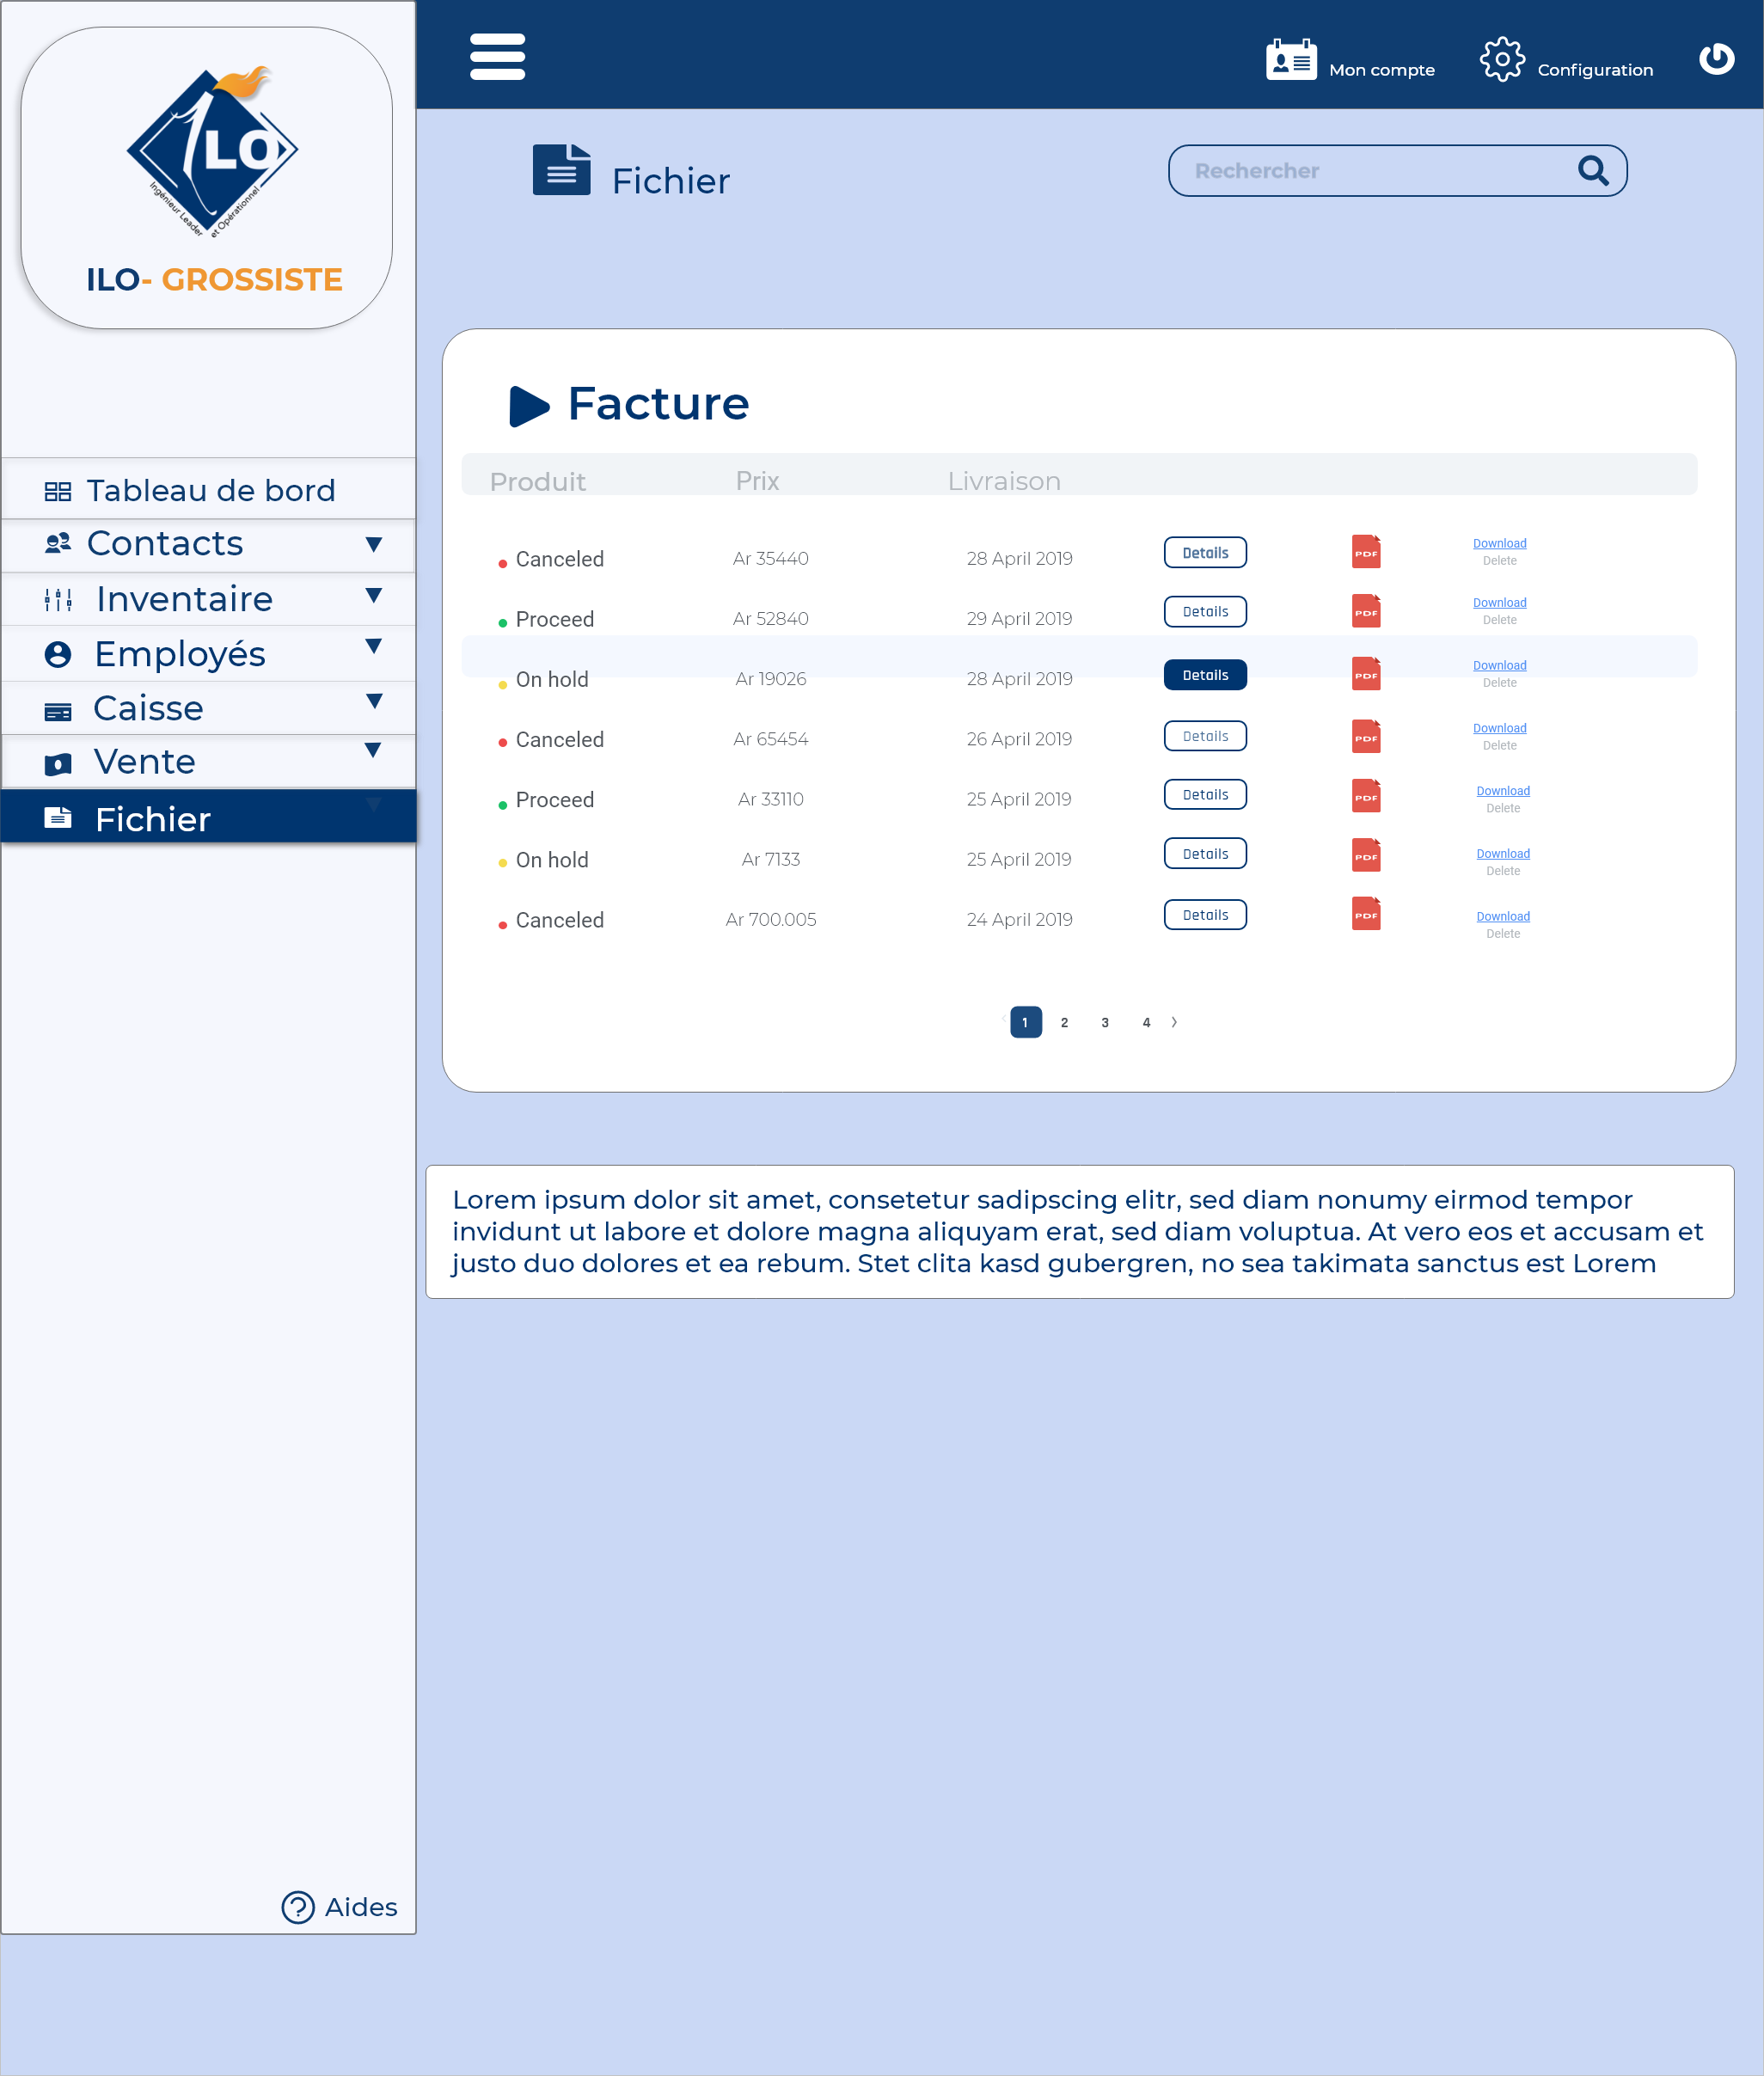 LO
Ingénieur Leader
et Opérationnel
ILO- GROSSISTE
Mon compte
Configuration
Fichier
Rechercher
Tableau de bord
Contacts
Inventaire
Employés
Caisse
Vente
Fichier
Aides
Facture
Produit Prix Livraison
Canceled Ar 35440 28 April 2019 Details PDF Download
Delete
Proceed Ar 52840 29 April 2019 Details PDF Download
Delete
On hold Ar 19026 28 April 2019 Details PDF Download
Delete
Canceled Ar 65454 26 April 2019 Details PDF Download
Delete
Proceed Ar 33110 25 April 2019 Details PDF Download
Delete
On hold Ar 7133 25 April 2019 Details PDF Download
Delete
Canceled Ar 700.005 24 April 2019 Details PDF Download
Delete
1 2 3 4
Lorem ipsum dolor sit amet, consetetur sadipscing elitr, sed diam nonumy eirmod tempor
invidunt ut labore et dolore magna aliquyam erat, sed diam voluptua. At vero eos et accusam et
justo duo dolores et ea rebum. Stet clita kasd gubergren, no sea takimata sanctus est Lorem